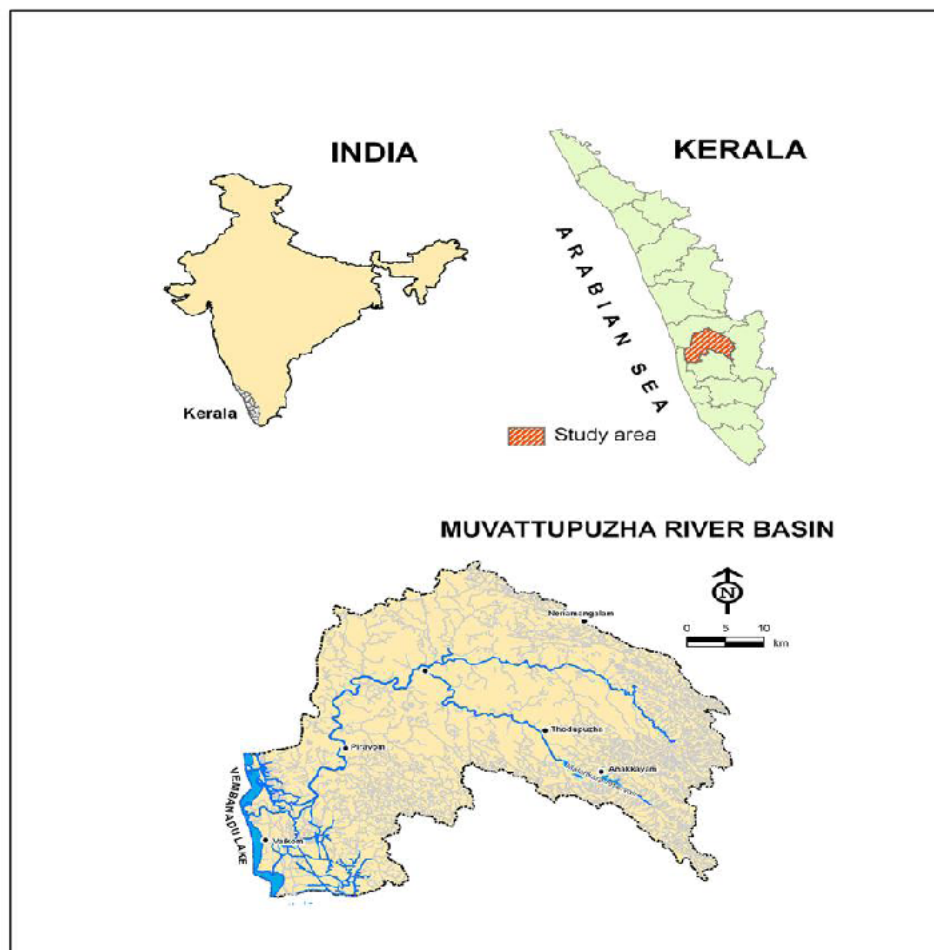 INDIA
KERALA
ARABIAN SEA
Kerala
Study area
MUVATTUPUZHA RIVER BASIN
N
0 5 10
km
Neriamangalam
Thodupuzha
Piravom
Anakkayam
VEMBANADU LAKE
Vaikom